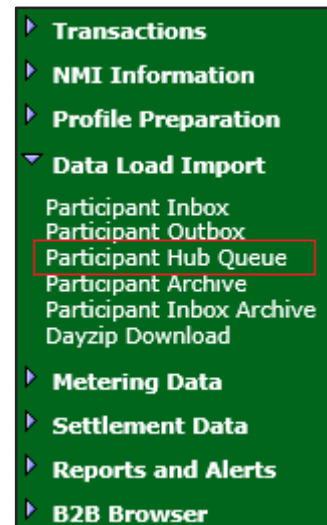 Transactions
NMI Information
Profile Preparation
Data Load Import
Participant Inbox
Participant Outbox
Participant Hub Queue
Participant Archive
Participant Inbox Archive
Dayzip Download
Metering Data
Settlement Data
Reports and Alerts
B2B Browser